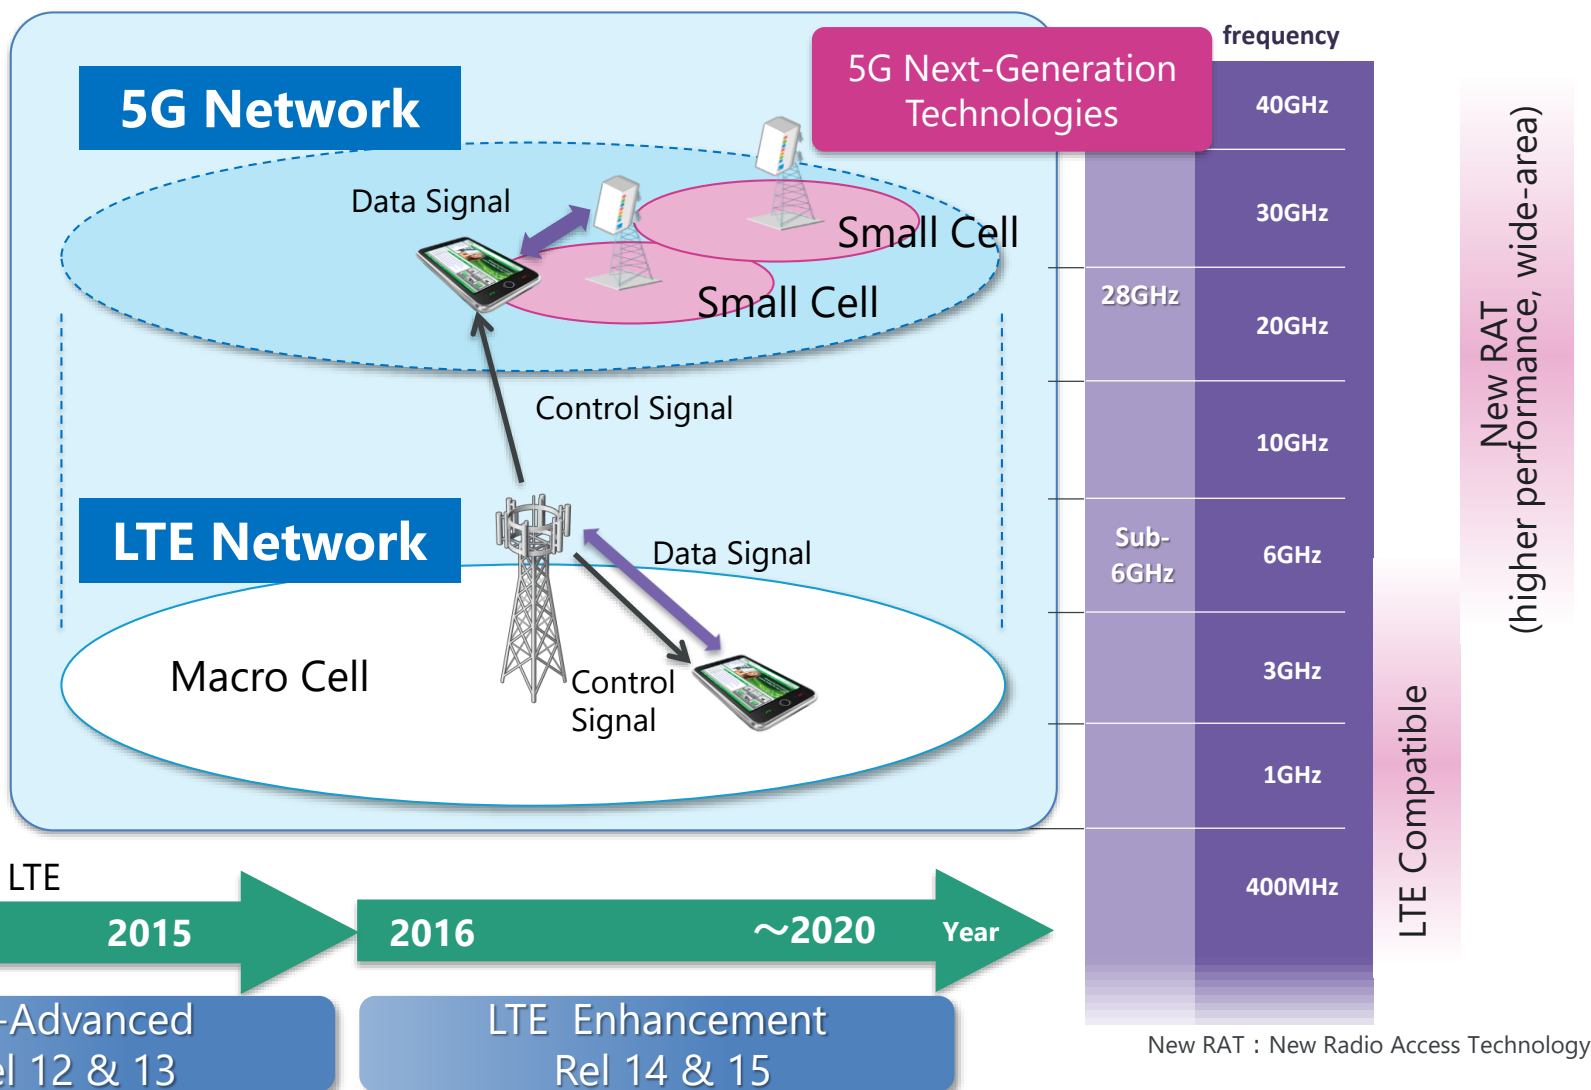 frequency
5G Next-Generation
Technologies
5G Network
40GHz
Data Signal
Small Cell
30GHz
Small Cell
28GHz
20GHz
Control Signal
10GHz
New RAT
(higher performance, wide-area)
LTE Network
Data Signal
Sub-
6GHz
6GHz
Macro Cell
Control
Signal
3GHz
1GHz
LTE Compatible
400MHz
LTE
2015
2016
～2020
Year
-Advanced
el 12 & 13
LTE Enhancement
Rel 14 & 15
New RAT：New Radio Access Technology